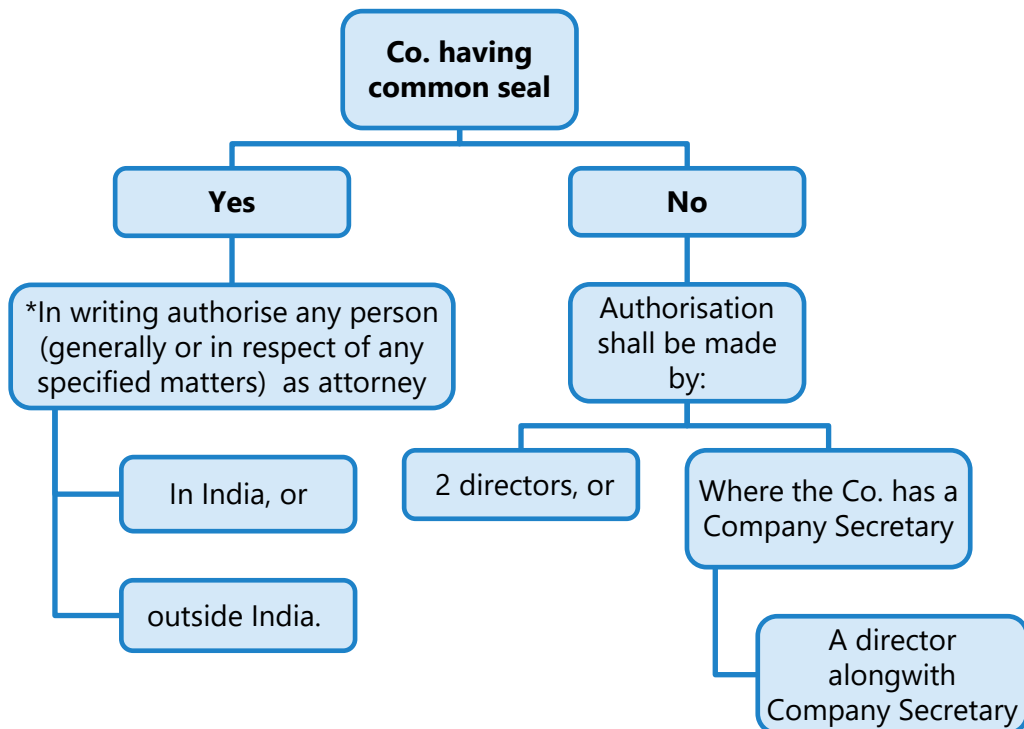 Co. having
common seal
Yes
No
*In writing authorise any person
(generally or in respect of any
specified matters)  as attorney
Authorisation
shall be made
by:
In India, or
outside India.
2 directors, or
Where the Co. has a
Company Secretary
A director
alongwith
Company Secretary